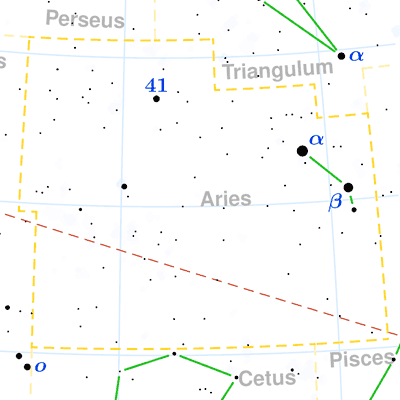 Perseus
s
Triangulum
α
41
α
Aries
β
Pisces
ο
Cetus